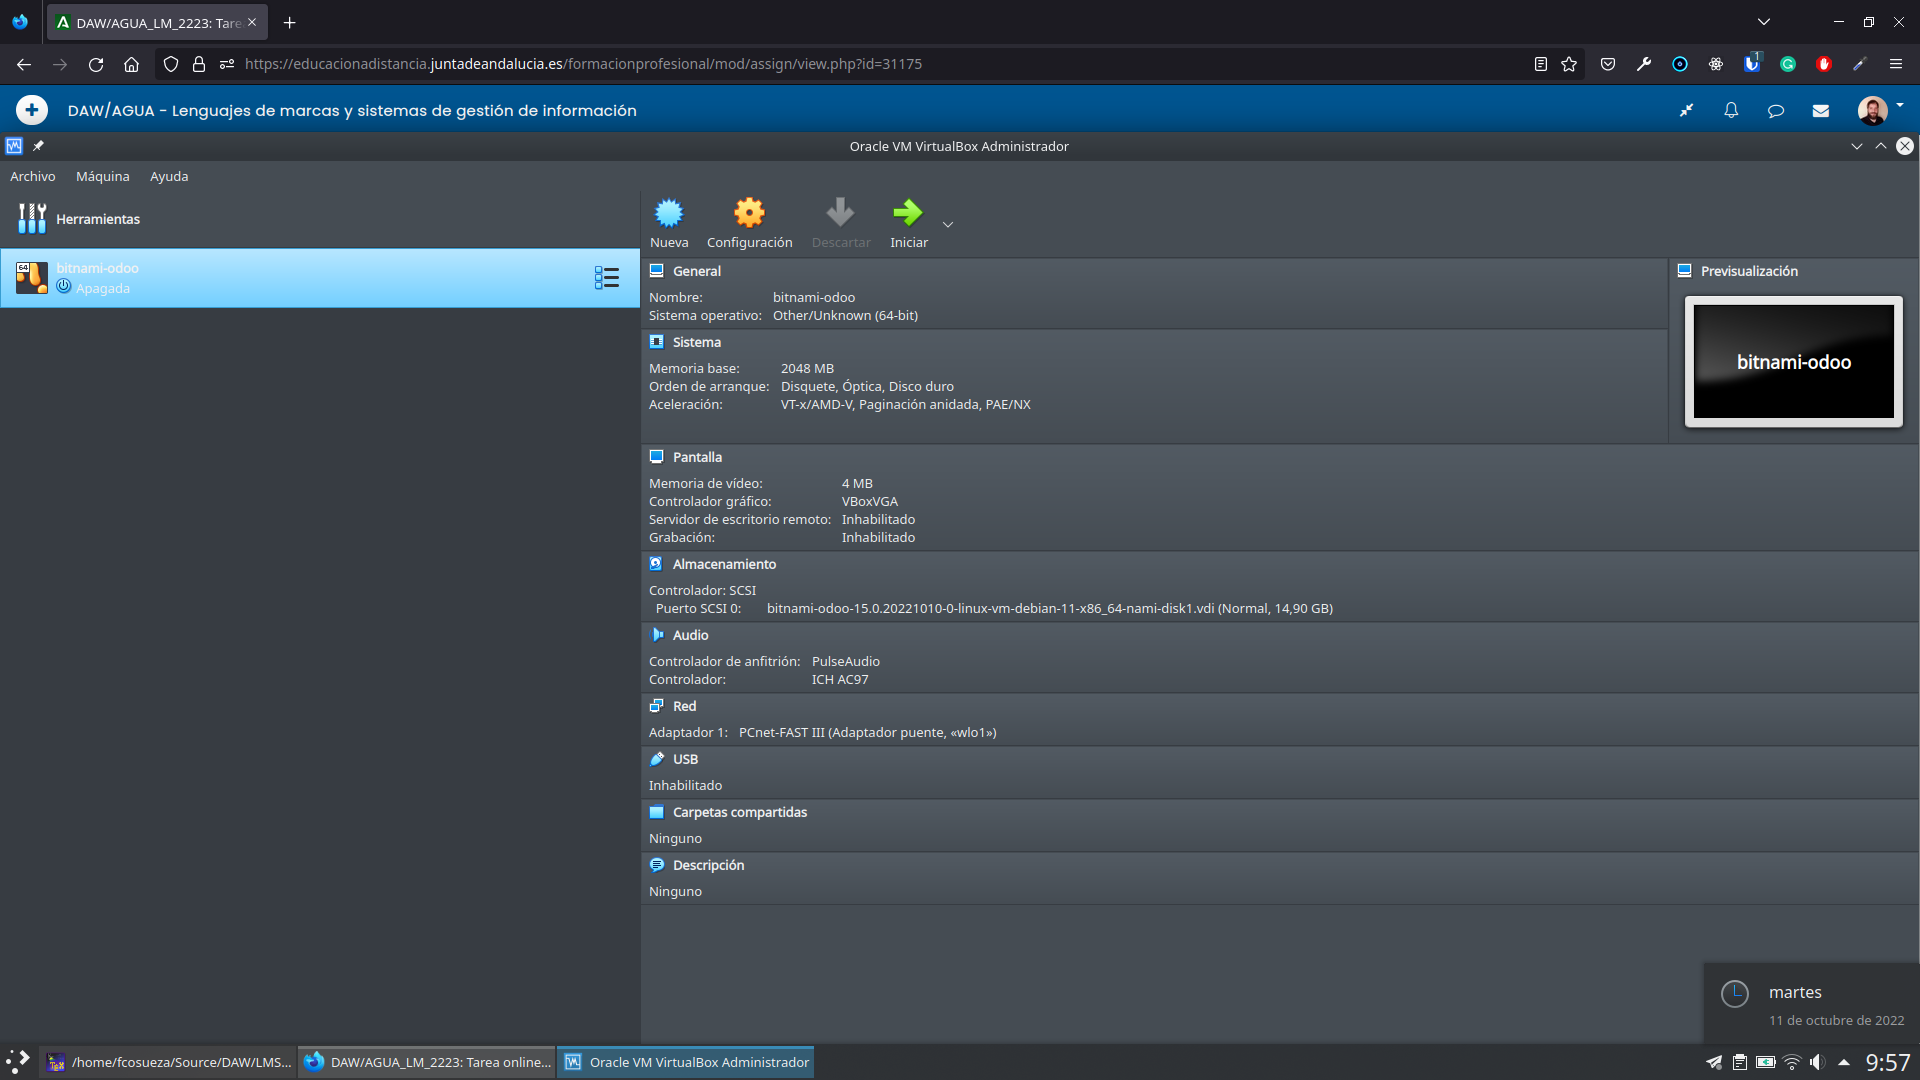 DAW/AGUA_LM_2223: Tare
https://educacionadistancia.juntadeandalucia.es/formacionprofesional/mod/assign/view.php?id=31175
1
DAW/AGUA - Lenguajes de marcas y sistemas de gestión de información
Oracle VM VirtualBox Administrador
Archivo Máquina Ayuda
Herramientas
64
bitnami-odoo
Apagada
Nueva Configuración Descartar Iniciar
General
Nombre: bitnami-odoo
Sistema operativo: Other/Unknown (64-bit)
Previsualización
bitnami-odoo
Sistema
Memoria base: 2048 MB
Orden de arranque: Disquete, Óptica, Disco duro
Aceleración: VT-x/AMD-V, Paginación anidada, PAE/NX
Pantalla
Memoria de vídeo: 4 MB
Controlador gráfico: VBoxVGA
Servidor de escritorio remoto: Inhabilitado
Grabación: Inhabilitado
Almacenamiento
Controlador: SCSI
Puerto SCSI 0: bitnami-odoo-15.0.20221010-0-linux-vm-debian-11-x86_64-nami-disk1.vdi (Normal, 14,90 GB)
Audio
Controlador de anfitrión: PulseAudio
Controlador: ICH AC97
Red
Adaptador 1: PCnet-FAST III (Adaptador puente, «wlo1»)
USB
Inhabilitado
Carpetas compartidas
Ninguno
Descripción
Ninguno
martes
11 de octubre de 2022
/home/fcosueza/Source/DAW/LMS...
DAW/AGUA_LM_2223: Tarea online...
Oracle VM VirtualBox Administrador
9:57